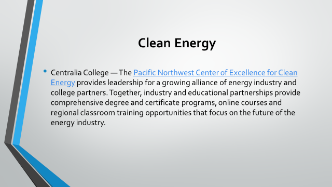 Clean Energy
• Centralia College — The Pacific Northwest Center of Excellence for Clean
Energy provides leadership for a growing alliance of energy industry and
college partners. Together, industry and educational partnerships provide
comprehensive degree and certificate programs, online courses and
regional classroom training opportunities that focus on the future of the
energy industry.